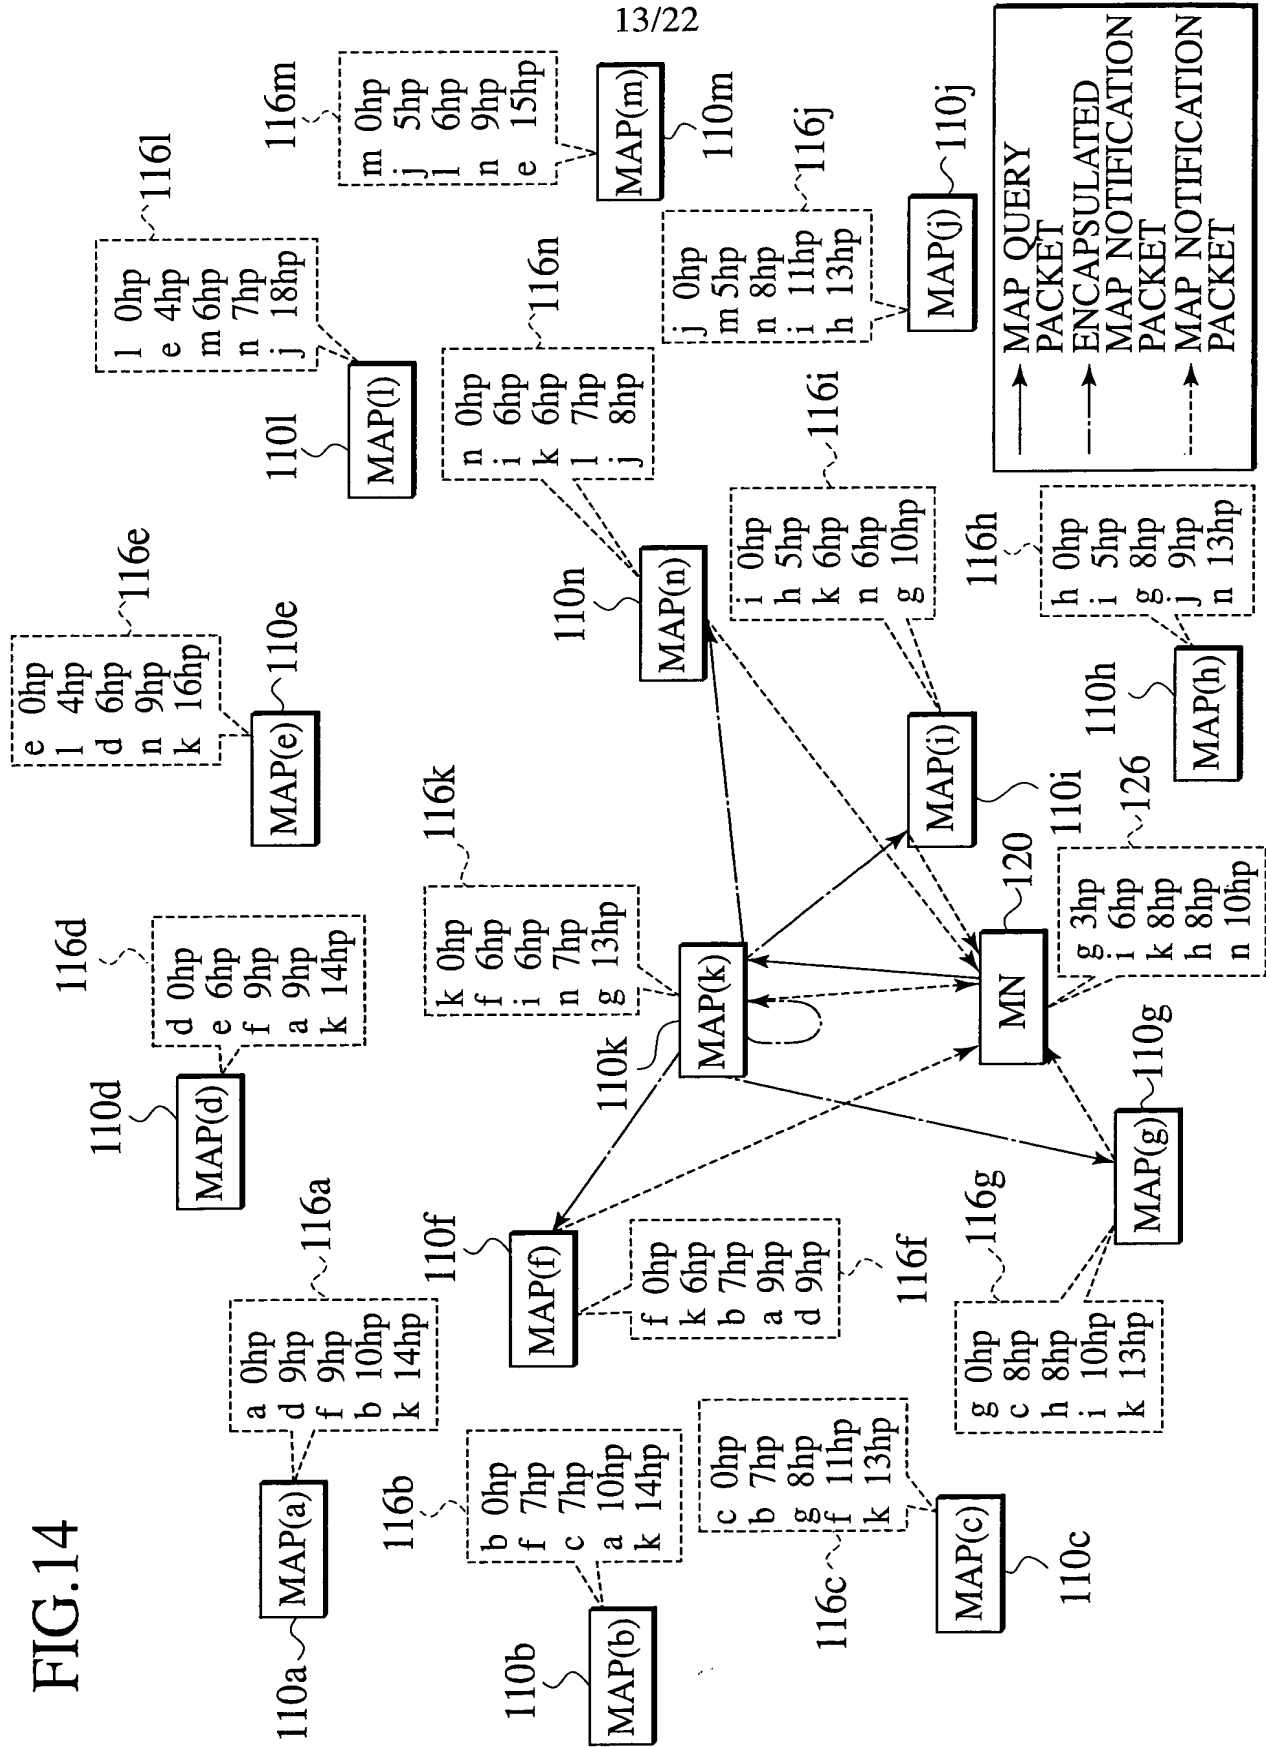 13/22
FIG.14
116a
a 0hp
d 9hp
f 9hp
b 10hp
k 14hp
MAP(a)
110a
116d
d 0hp
e 6hp
f 9hp
a 9hp
k 14hp
110d
MAP(d)
116e
e 0hp
l 4hp
d 6hp
n 9hp
k 16hp
110e
MAP(e)
116l
l 0hp
e 4hp
m 6hp
n 7hp
j 18hp
110l
MAP(l)
116m
m 0hp
j 5hp
l 6hp
n 9hp
e 15hp
MAP(m)
110m
116b
b 0hp
f 7hp
c 7hp
a 10hp
k 14hp
110b
MAP(b)
110f
MAP(f)
f 0hp
k 6hp
b 7hp
a 9hp
d 9hp
116f
116k
k 0hp
f 6hp
i 6hp
n 7hp
g 13hp
110k
MAP(k)
116n
n 0hp
i 6hp
k 6hp
l 7hp
j 8hp
110n
MAP(n)
116j
j 0hp
m 5hp
n 8hp
i 11hp
h 13hp
MAP(j)
110j
c 0hp
b 7hp
g 8hp
f 11hp
k 13hp
116c
MAP(c)
110c
116g
g 0hp
c 8hp
h 8hp
i 10hp
k 13hp
MAP(g)
110g
MN
120
126
g 3hp
i 6hp
k 8hp
h 8hp
n 10hp
116i
i 0hp
h 5hp
k 6hp
n 6hp
g 10hp
MAP(i)
110i
116h
h 0hp
i 5hp
g 8hp
j 9hp
n 13hp
110h
MAP(h)
MAP QUERY
PACKET
ENCAPSULATED
MAP NOTIFICATION
PACKET
MAP NOTIFICATION
PACKET